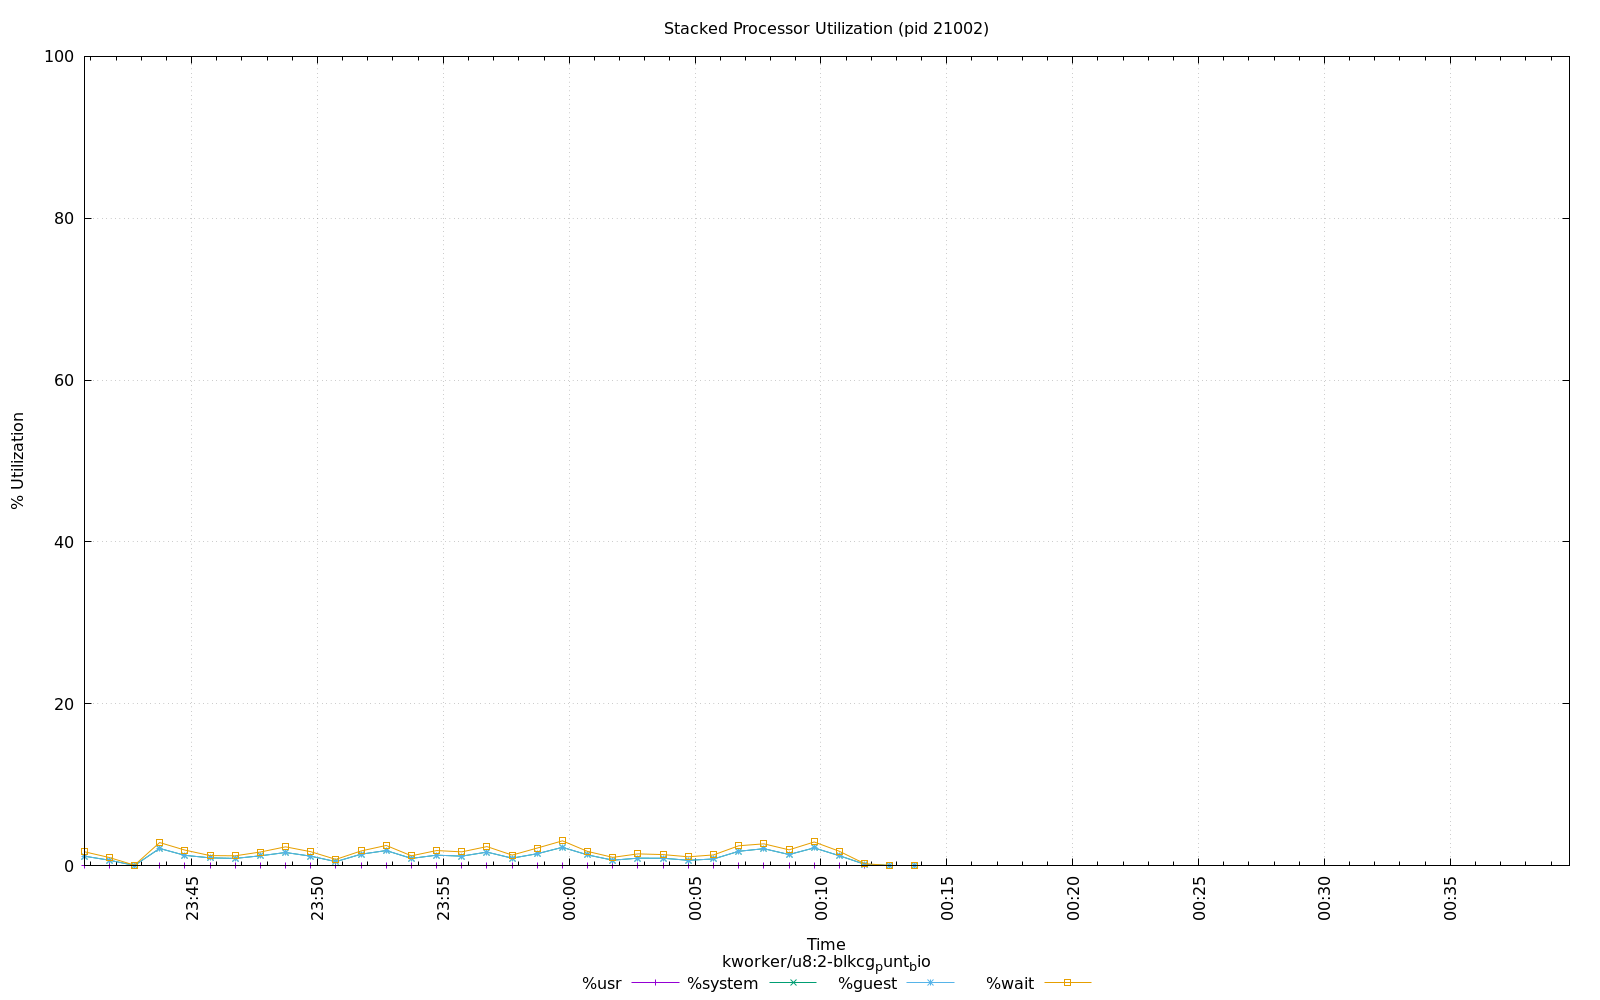 Stacked Processor Utilization (pid 21002)
100
80
60
40
20
0
% Utilization
23:45 23:50 23:55 00:00 00:05 00:10 00:15 00:20 00:25 00:30 00:35
Time
kworker/u8:2-blkcgpuntbio
%usr %system %guest %wait